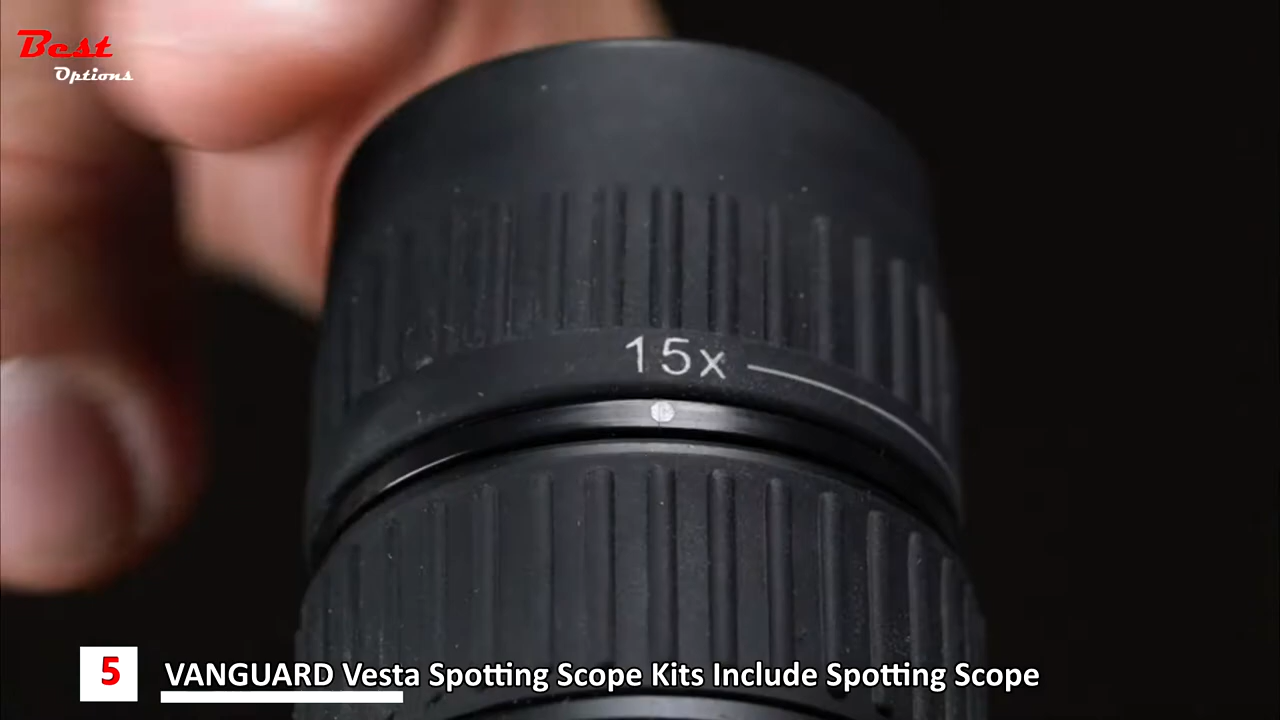 Best
Options
15x
5
VANGUARD Vesta Spotting Scope Kits Include Spotting Scope